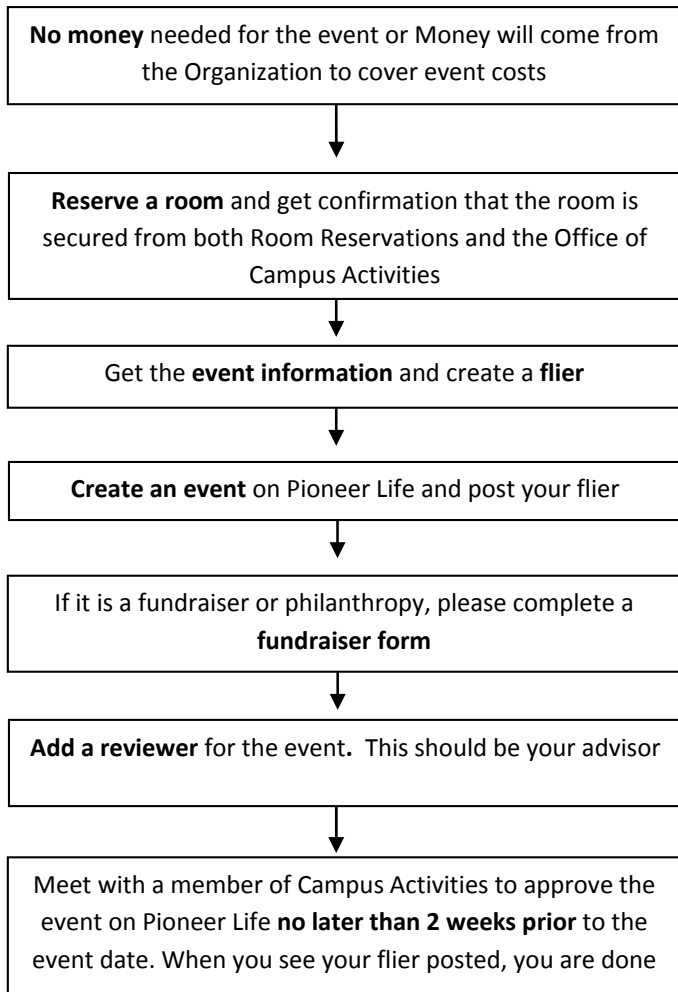 No money needed for the event or Money will come from
the Organization to cover event costs
Reserve a room and get confirmation that the room is
secured from both Room Reservations and the Office of
Campus Activities
Get the event information and create a flier
Create an event on Pioneer Life and post your flier
If it is a fundraiser or philanthropy, please complete a
fundraiser form
Add a reviewer for the event.  This should be your advisor
Meet with a member of Campus Activities to approve the
event on Pioneer Life no later than 2 weeks prior to the
event date. When you see your flier posted, you are done